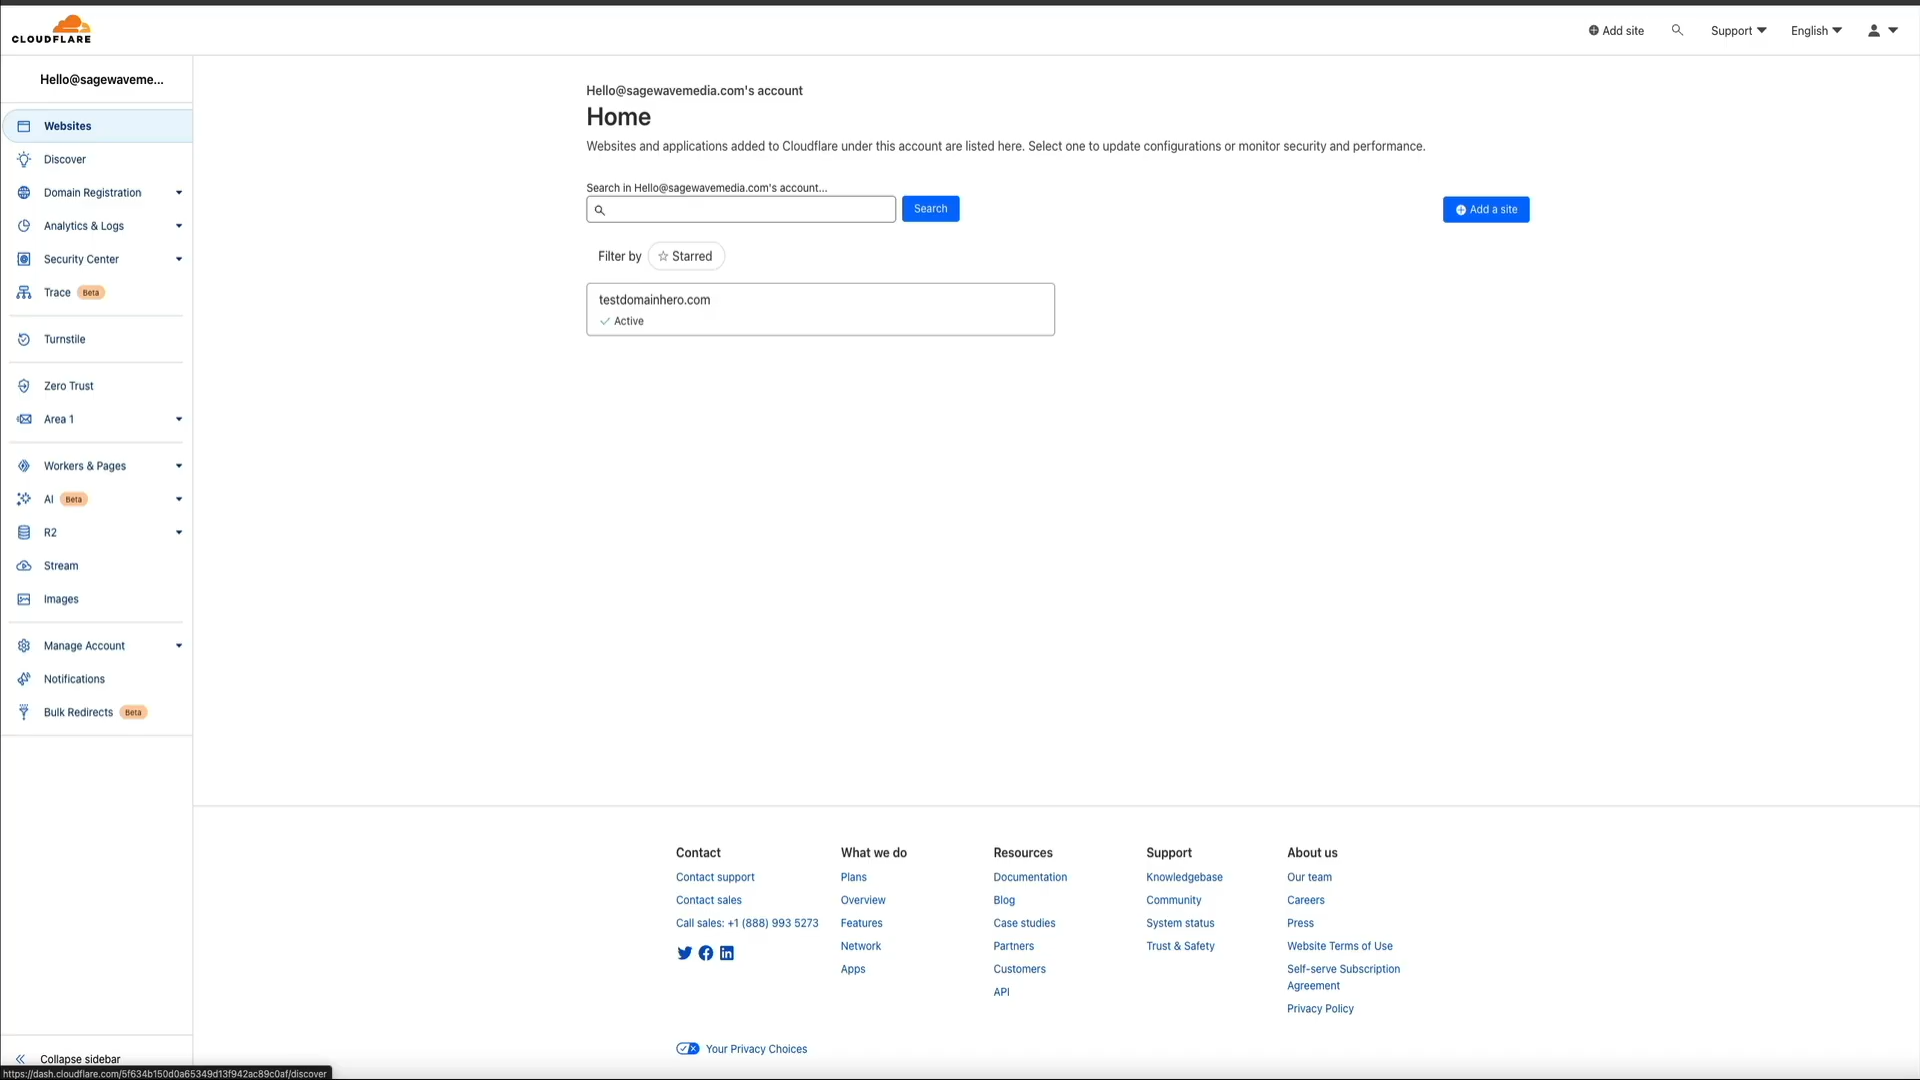 CLOUDFLARE
Add site
Support
English
Hello@sagewaveme...
Websites
Discover
Domain Registration
Analytics & Logs
Security Center
Trace Beta
Turnstile
Zero Trust
Area 1
Workers & Pages
AI Beta
R2
Stream
Images
Manage Account
Notifications
Bulk Redirects Beta
Collapse sidebar
Hello@sagewavemedia.com's account
Home
Websites and applications added to Cloudflare under this account are listed here. Select one to update configurations or monitor security and performance.
Search in Hello@sagewavemedia.com's account...
Search
Add a site
Filter by Starred
testdomainhero.com
Active
Contact
Contact support
Contact sales
Call sales: +1 (888) 993 5273
What we do
Plans
Overview
Features
Network
Apps
Resources
Documentation
Blog
Case studies
Partners
Customers
API
Support
Knowledgebase
Community
System status
Trust & Safety
About us
Our team
Careers
Press
Website Terms of Use
Self-serve Subscription
Agreement
Privacy Policy
Your Privacy Choices
https://dash.cloudflare.com/5f634b150d0a65349d13f942ac89c0af/discover